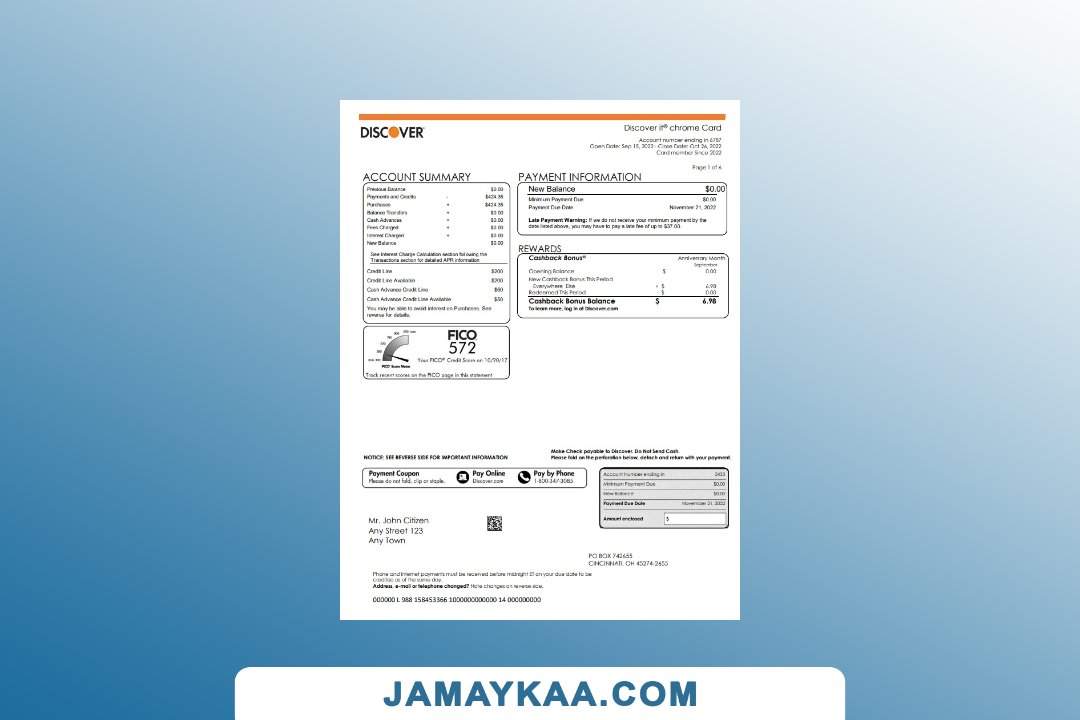 DISCOVER
Discover it® chrome Card
Account number ending in 6787
Open Date: Sep 15, 2022 - Close Date: Oct 26, 2022
Card member Since 2022
Page 1 of 6
ACCOUNT SUMMARY
Previous Balance $0.00
Payments and Credits - $424.35
Purchases + $424.35
Balance Transfers + $0.00
Cash Advances + $0.00
Fees Charged + $0.00
Interest Charged + $0.00
New Balance $0.00
See Interest Charge Calculation section following the
Transactions section for detailed APR information
Credit Line $200
Credit Line Available $200
Cash Advance Credit Line $50
Cash Advance Credit Line Available $50
You may be able to avoid interest on Purchases. See
reverse for details.
PAYMENT INFORMATION
New Balance $0.00
Minimum Payment Due $0.00
Payment Due Date November 21, 2022
Late Payment Warning: If we do not receive your minimum payment by the
date listed above, you may have to pay a late fee of up to $37.00.
REWARDS
Cashback Bonus® Anniversary Month
September
Opening Balance $ 0.00
New Cashback Bonus This Period
Everywhere Else + $ 6.98
Redeemed This Period - $ 0.00
Cashback Bonus Balance $ 6.98
To learn more, log in at Discover.com
FICO
572
Your FICO® Credit Score on 10/20/17
FICO Score Meter
Track recent scores on the FICO page in this statement
NOTICE: SEE REVERSE SIDE FOR IMPORTANT INFORMATION
Make Check payable to Discover. Do Not Send Cash.
Please fold on the perforation below, detach and return with your payment.
Payment Coupon
Please do not fold, clip or staple.
Pay Online
Discover.com
Pay by Phone
1-800-347-3085
Account Number ending in 5433
Minimum Payment Due $0.00
New Balance $0.00
Payment Due Date November 21, 2022
Amount enclosed $
Mr. John Citizen
Any Street 123
Any Town
PO BOX 742655
CINCINNATI, OH 45274-2655
Phone and Internet payments must be received before midnight ET on your due date to be
credited as of the same day.
Address, e-mail or telephone changed? Note changes on reverse side.
000000 L 988 158453366 1000000000000 14 000000000
JAMAYKAA.COM